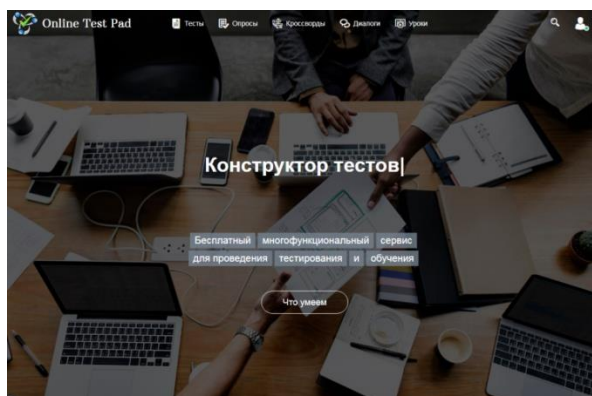 Online Test Pad Тесты Опросы Кроссворды Диалоги Уроки
Конструктор тестов
Бесплатный многофункциональный сервис
для проведения тестирования и обучения
Что умеем